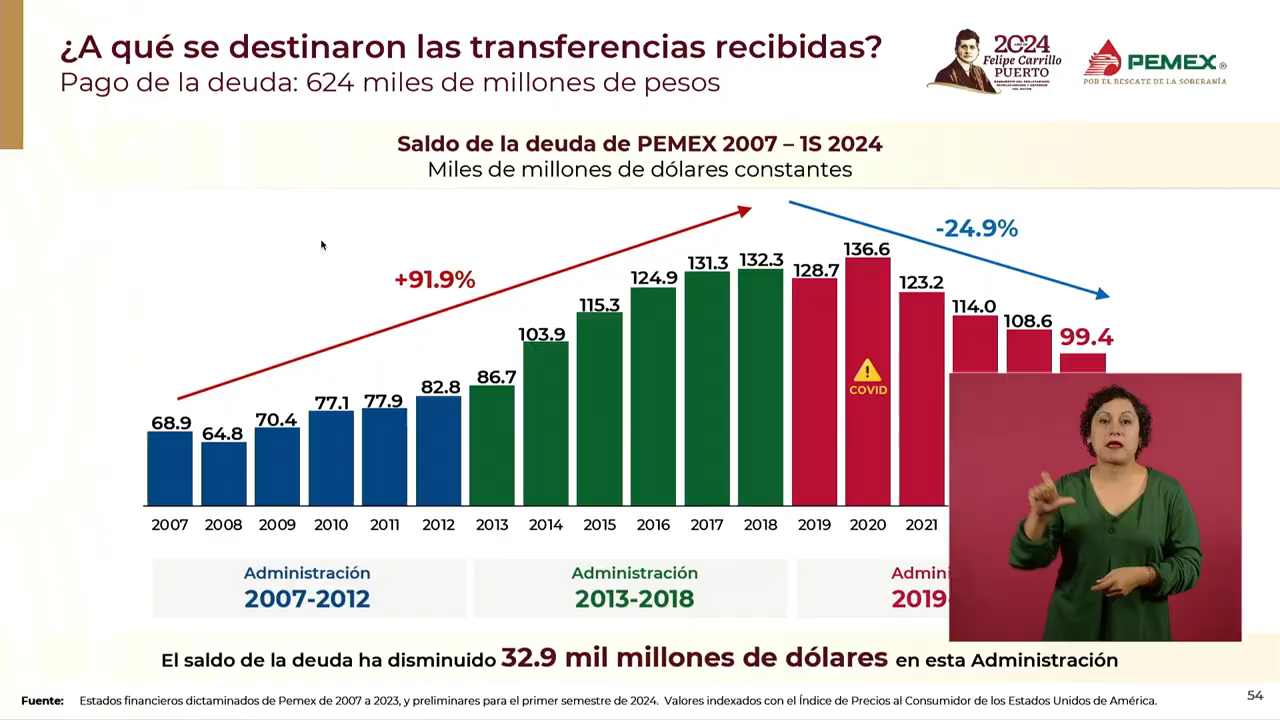 ¿A qué se destinaron las transferencias recibidas?
Pago de la deuda: 624 miles de millones de pesos
2024
Felipe Carrillo
PUERTO
PEMEX®
POR EL RESCATE DE LA SOBERANÍA
Saldo de la deuda de PEMEX 2007 – 1S 2024
Miles de millones de dólares constantes
+91.9%
-24.9%
68.9 64.8 70.4 77.1 77.9 82.8 86.7 103.9 115.3 124.9 131.3 132.3 128.7 136.6 123.2 114.0 108.6 99.4
COVID
2007 2008 2009 2010 2011 2012 2013 2014 2015 2016 2017 2018 2019 2020 2021
Administración
2007-2012
Administración
2013-2018
Admini
2019
El saldo de la deuda ha disminuido 32.9 mil millones de dólares en esta Administración
Fuente: Estados financieros dictaminados de Pemex de 2007 a 2023, y preliminares para el primer semestre de 2024. Valores indexados con el Índice de Precios al Consumidor de los Estados Unidos de América.
54